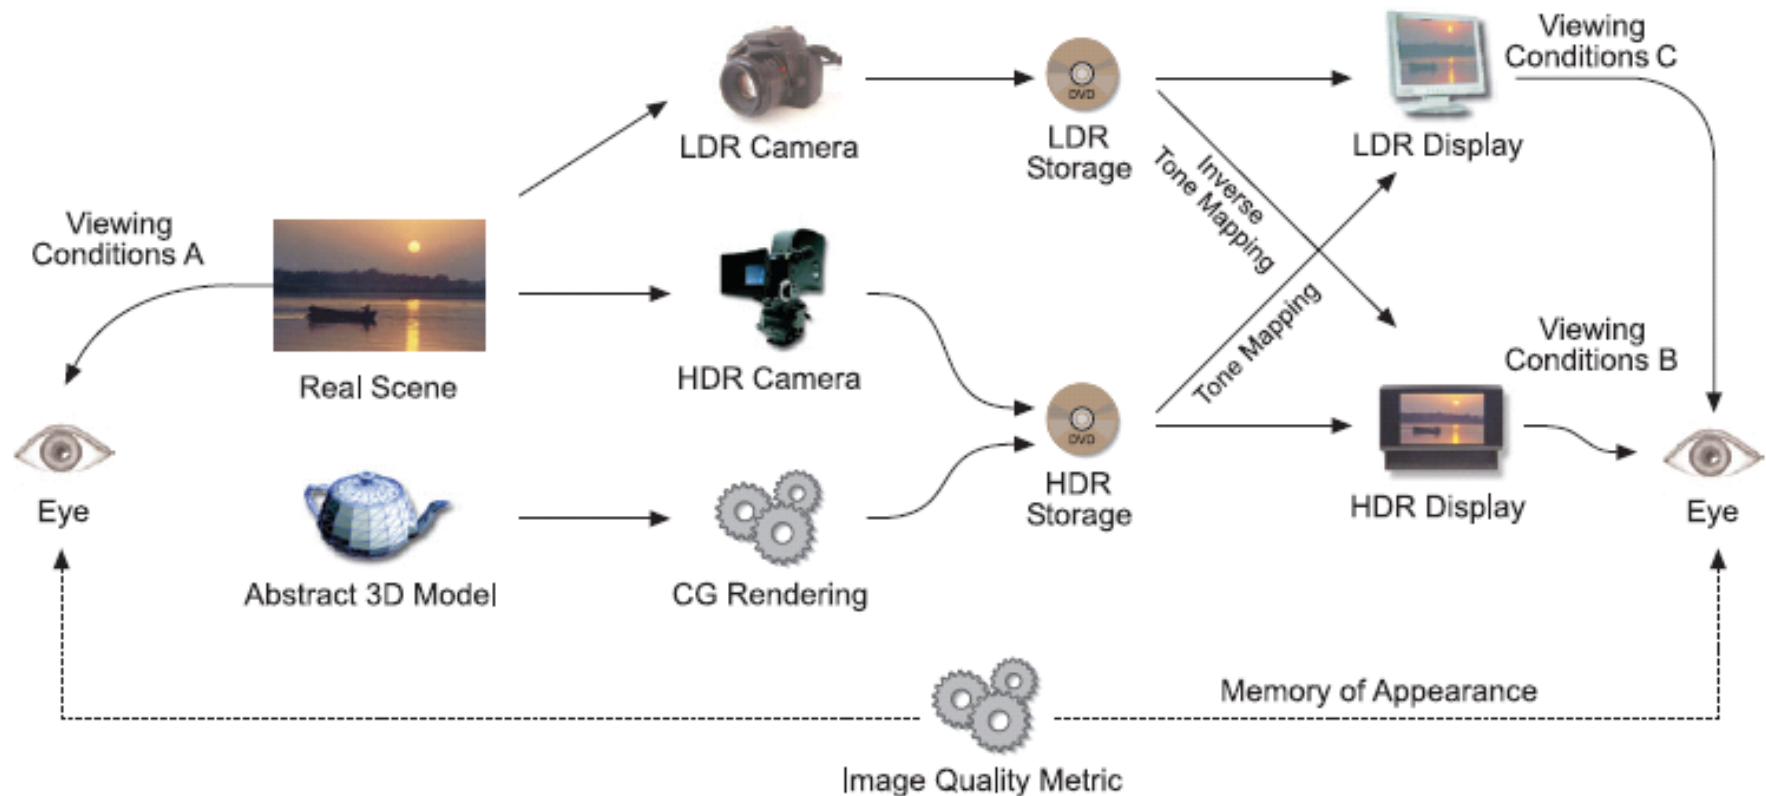 Viewing
Conditions A
Real Scene
Eye
Abstract 3D Model
LDR Camera
HDR Camera
CG Rendering
DVD
LDR
Storage
DVD
HDR
Storage
Inverse
Tone Mapping
Tone Mapping
Viewing
Conditions C
LDR Display
Viewing
Conditions B
HDR Display
Eye
Memory of Appearance
Image Quality Metric